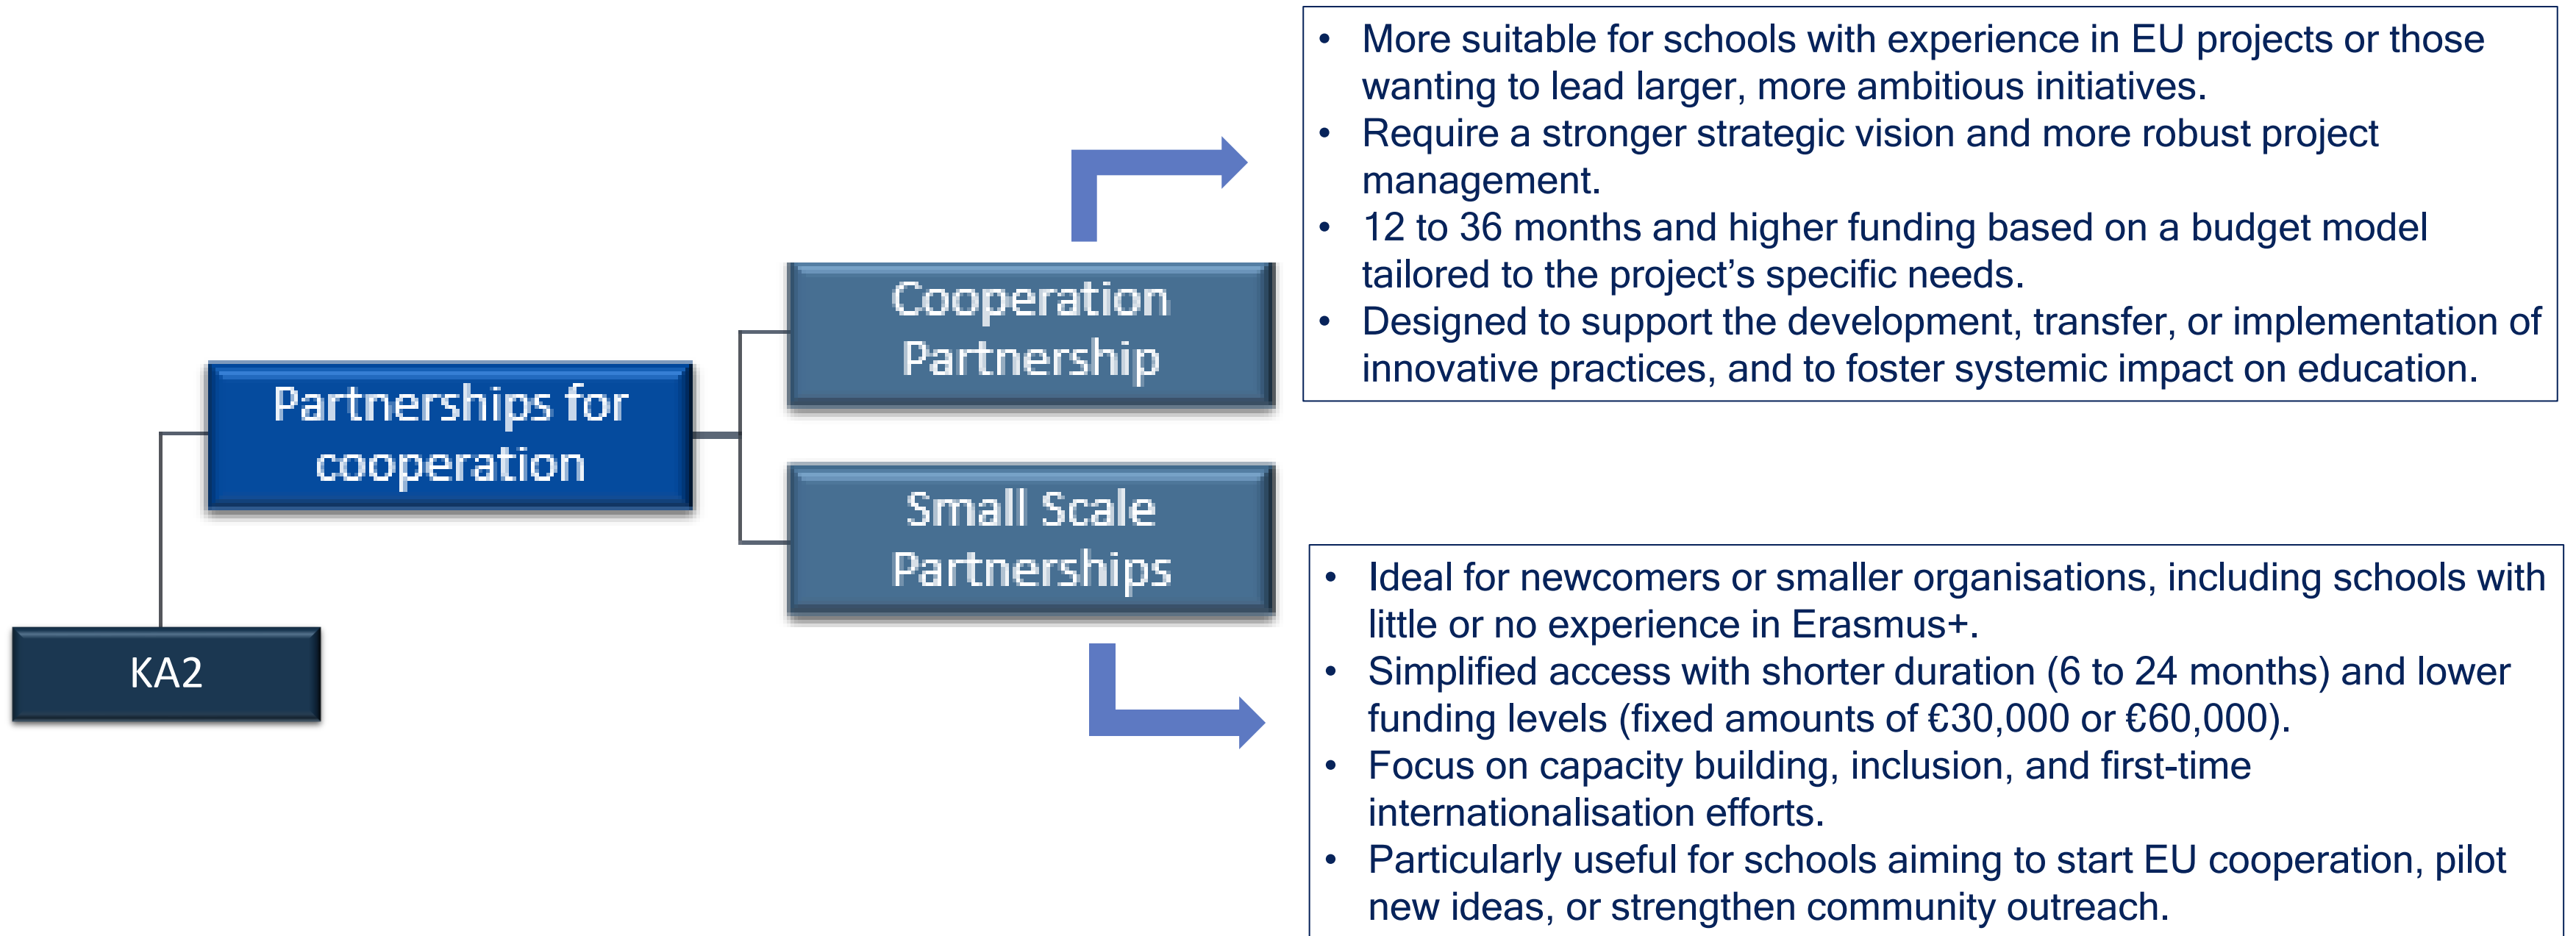 • More suitable for schools with experience in EU projects or those
wanting to lead larger, more ambitious initiatives.
• Require a stronger strategic vision and more robust project
management.
• 12 to 36 months and higher funding based on a budget model
tailored to the project’s specific needs.
• Designed to support the development, transfer, or implementation of
innovative practices, and to foster systemic impact on education.
Cooperation
Partnership
Partnerships for
cooperation
Small Scale
Partnerships
KA2
• Ideal for newcomers or smaller organisations, including schools with
little or no experience in Erasmus+.
• Simplified access with shorter duration (6 to 24 months) and lower
funding levels (fixed amounts of €30,000 or €60,000).
• Focus on capacity building, inclusion, and first-time
internationalisation efforts.
• Particularly useful for schools aiming to start EU cooperation, pilot
new ideas, or strengthen community outreach.